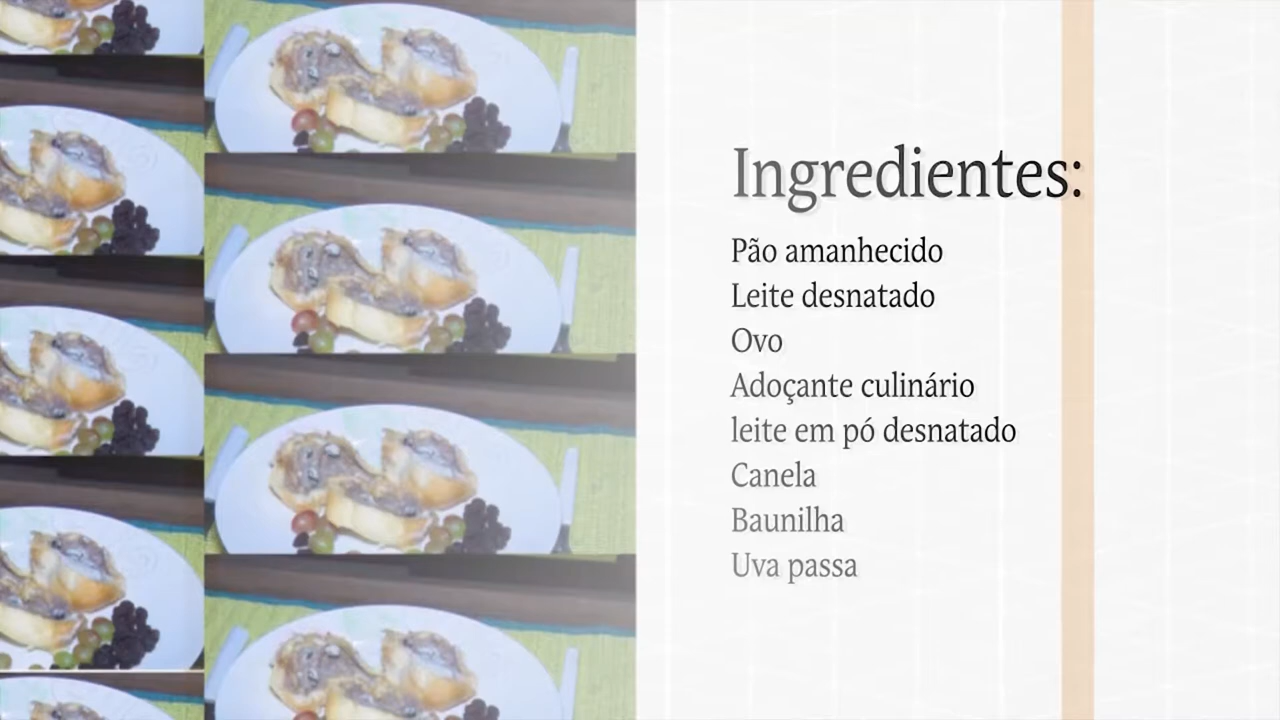 Ingredientes:
Pão amanhecido
Leite desnatado
Ovo
Adoçante culinário
leite em pó desnatado
Canela
Baunilha
Uva passa